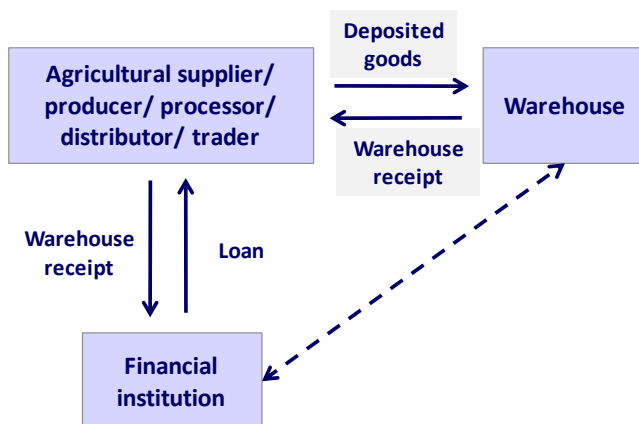 Deposited
goods
Agricultural supplier/
producer/ processor/
distributor/ trader
Warehouse
Warehouse
receipt
Warehouse
receipt
Loan
Financial
institution